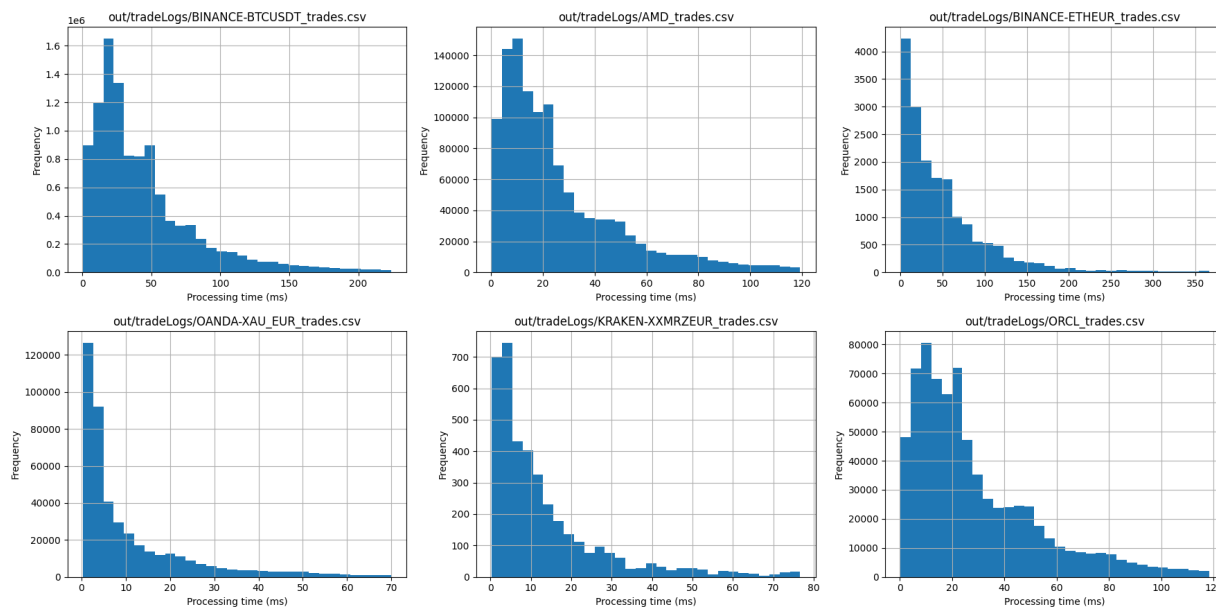 out/tradeLogs/BINANCE-BTCUSDT_trades.csv
1e6
1.6
1.4
1.2
1.0
0.8
0.6
0.4
0.2
0.0
Frequency
0 50 100 150 200
Processing time (ms)
out/tradeLogs/AMD_trades.csv
140000
120000
100000
80000
60000
40000
20000
0
Frequency
0 20 40 60 80 100 120
Processing time (ms)
out/tradeLogs/BINANCE-ETHEUR_trades.csv
4000
3500
3000
2500
2000
1500
1000
500
0
Frequency
0 50 100 150 200 250 300 350
Processing time (ms)
out/tradeLogs/OANDA-XAU_EUR_trades.csv
120000
100000
80000
60000
40000
20000
0
Frequency
0 10 20 30 40 50 60 70
Processing time (ms)
out/tradeLogs/KRAKEN-XXMRZEUR_trades.csv
700
600
500
400
300
200
100
0
Frequency
0 10 20 30 40 50 60 70 80
Processing time (ms)
out/tradeLogs/ORCL_trades.csv
80000
70000
60000
50000
40000
30000
20000
10000
0
Frequency
0 20 40 60 80 100 120
Processing time (ms)